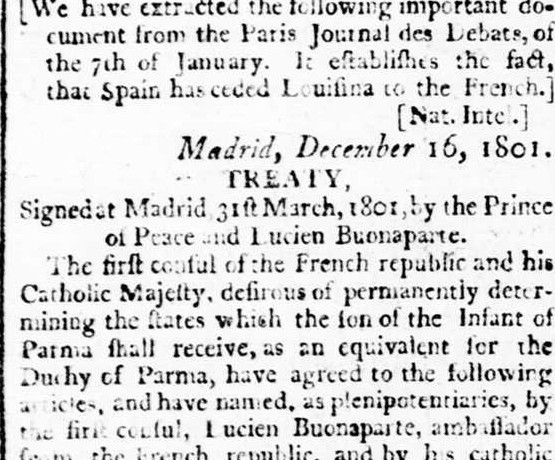 [We have extracted the following important do-
cument from the Paris Journal des Debats, of
the 7th of January. It eſtabliſhes the fact,
that Spain has ceded Louiſina to the French.]
[Nat. Intel.]
Madrid, December 16, 1801.
TREATY,
Signed at Madrid, 31ſt March, 1801, by the Prince
of Peace and Lucien Buonaparte.
The firſt conſul of the French republic and his
Catholic Majeſty, deſirous of permanently deter-
mining the ſtates which the ſon of the Infant of
Parma ſhall receive, as an equivalent for the
Duchy of Parma, have agreed to the following
articles, and have named, as plenipotentiaries, by
the firſt conſul, Lucien Buonaparte, ambaſſador
from the French republic, and by his catholic